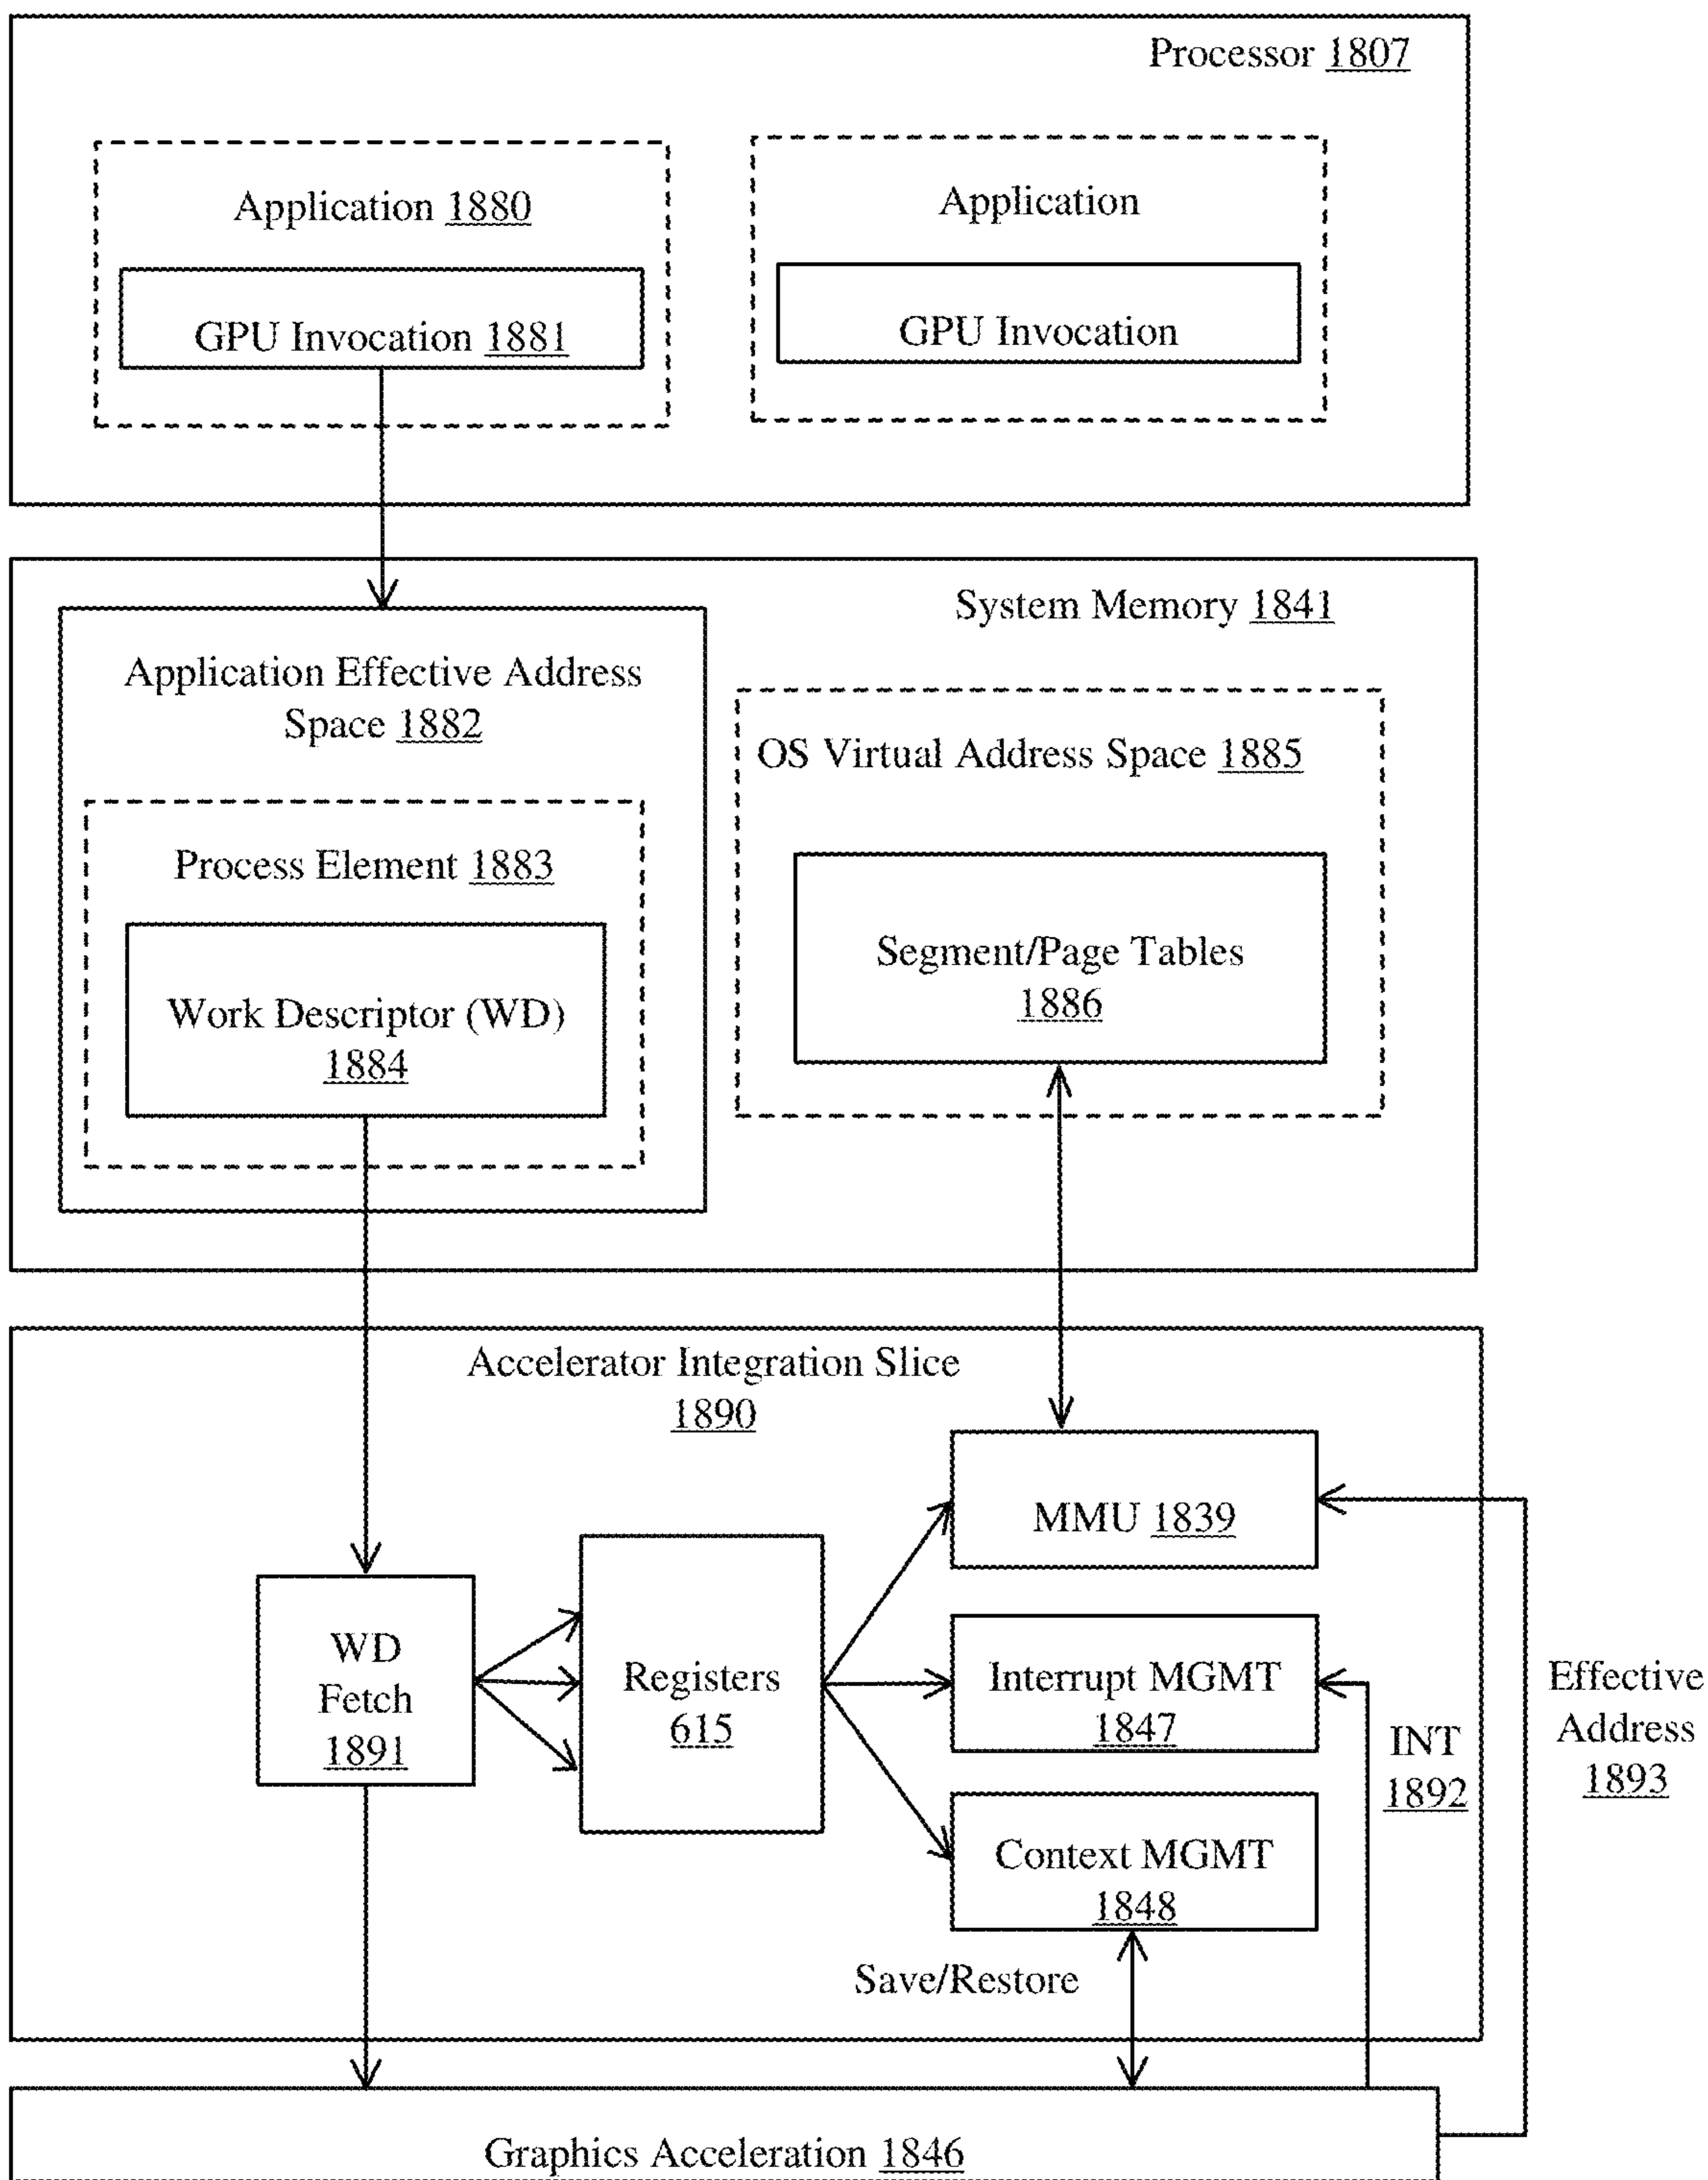 Processor 1807
Application 1880
GPU Invocation 1881
Application
GPU Invocation
System Memory 1841
Application Effective Address
Space 1882
Process Element 1883
Work Descriptor (WD)
1884
OS Virtual Address Space 1885
Segment/Page Tables
1886
Accelerator Integration Slice
1890
WD
Fetch
1891
Registers
615
MMU 1839
Interrupt MGMT
1847
Context MGMT
1848
Save/Restore
INT
1892
Effective
Address
1893
Graphics Acceleration 1846